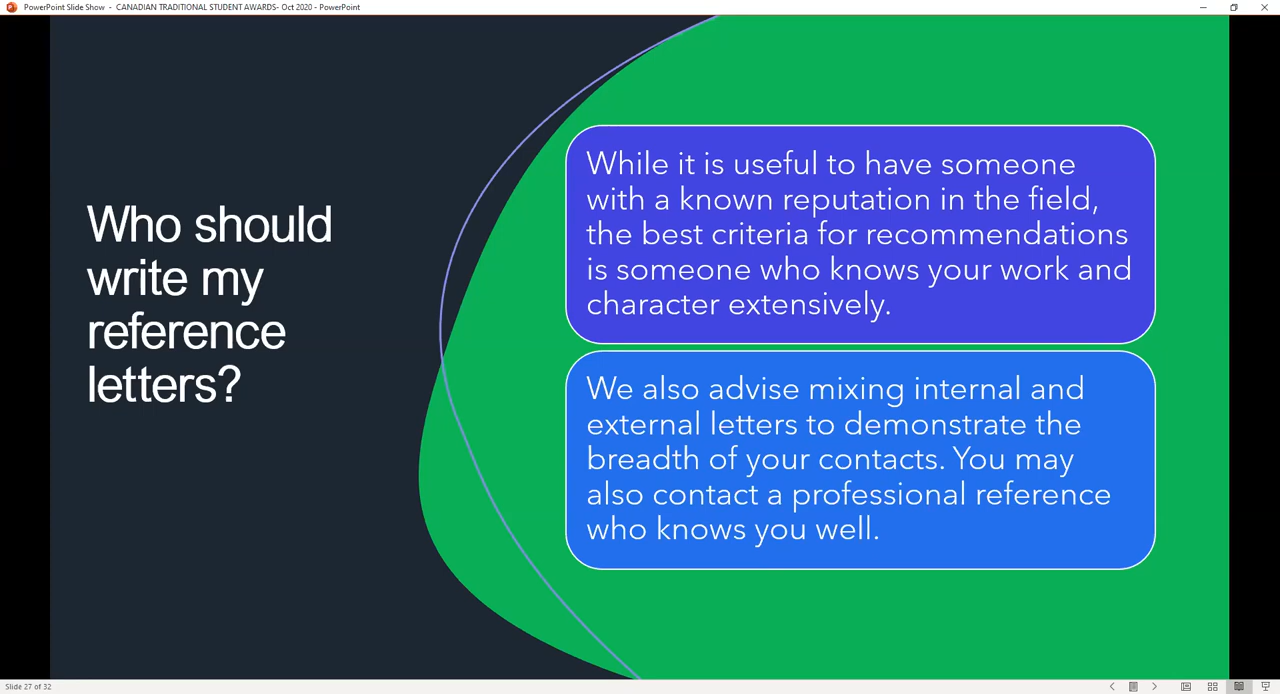 PowerPoint Slide Show - CANADIAN TRADITIONAL STUDENT AWARDS- Oct 2020 - PowerPoint
Who should
write my
reference
letters?
While it is useful to have someone
with a known reputation in the field,
the best criteria for recommendations
is someone who knows your work and
character extensively.
We also advise mixing internal and
external letters to demonstrate the
breadth of your contacts. You may
also contact a professional reference
who knows you well.
Slide 27 of 32